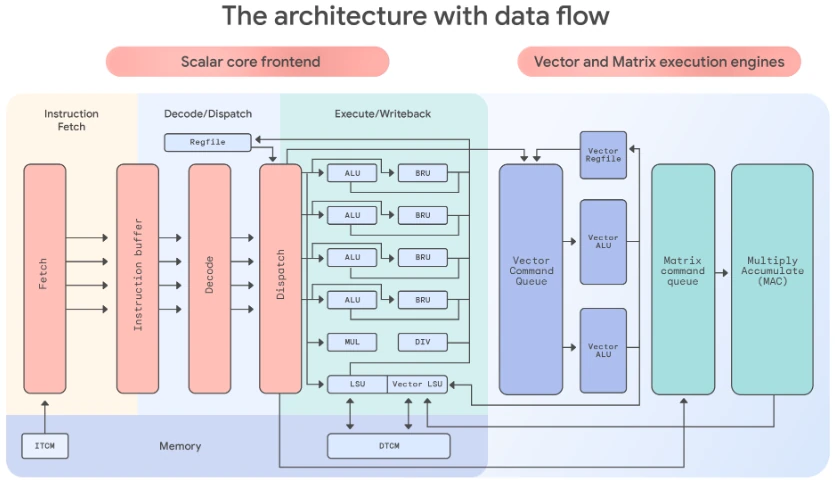 The architecture with data flow
Scalar core frontend
Vector and Matrix execution engines
Instruction
Fetch
Decode/Dispatch
Execute/Writeback
Regfile
Fetch
Instruction buffer
Decode
Dispatch
ALU
BRU
ALU
BRU
ALU
BRU
ALU
BRU
MUL
DIV
LSU
Vector LSU
Vector
Command
Queue
Vector
Regfile
Vector
ALU
Vector
ALU
Matrix
command
queue
Multiply
Accumulate
(MAC)
ITCM
Memory
DTCM